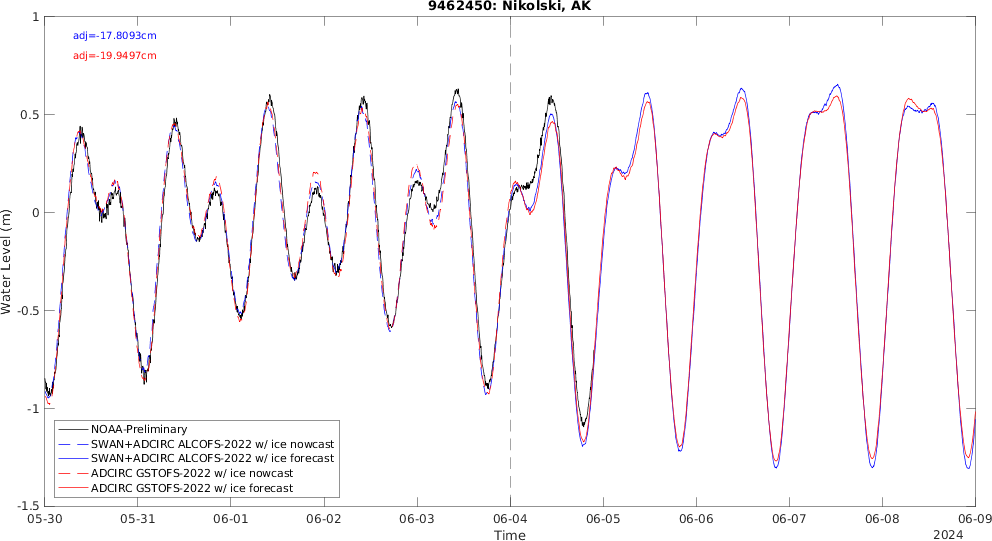 9462450: Nikolski, AK
adj=-17.8093cm
adj=-19.9497cm
Water Level (m)
1
0.5
0
-0.5
-1
-1.5
NOAA-Preliminary
SWAN+ADCIRC ALCOFS-2022 w/ ice nowcast
SWAN+ADCIRC ALCOFS-2022 w/ ice forecast
ADCIRC GSTOFS-2022 w/ ice nowcast
ADCIRC GSTOFS-2022 w/ ice forecast
05-30 05-31 06-01 06-02 06-03 06-04 06-05 06-06 06-07 06-08 06-09
Time
2024